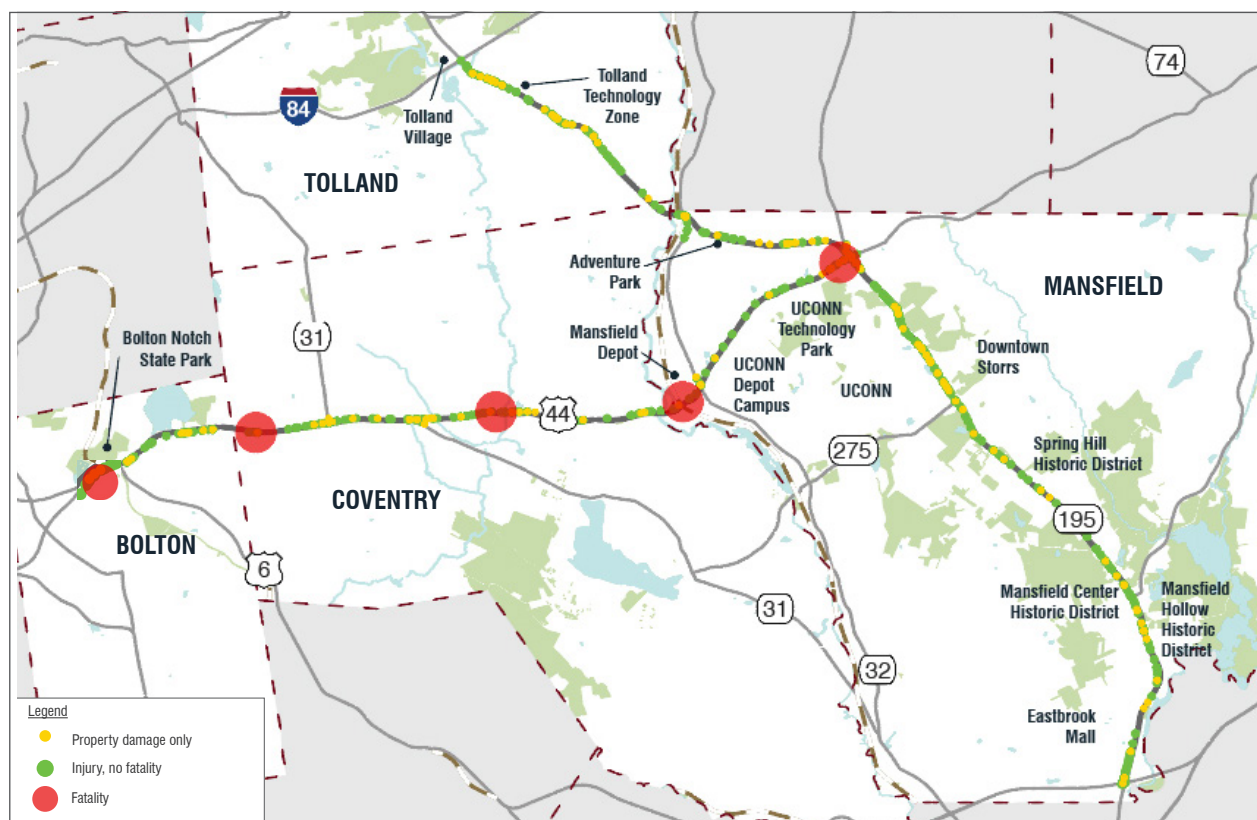 74
84
Tolland
Village
Tolland
Technology
Zone
TOLLAND
Adventure
Park
MANSFIELD
Bolton Notch
State Park
31
Mansfield
Depot
UCONN
Technology
Park
UCONN
Depot
Campus
UCONN
Downtown
Storrs
44
275
Spring Hill
Historic District
195
COVENTRY
BOLTON
6
31
32
Mansfield Center
Historic District
Mansfield
Hollow
Historic
District
Eastbrook
Mall
Legend
Property damage only
Injury, no fatality
Fatality